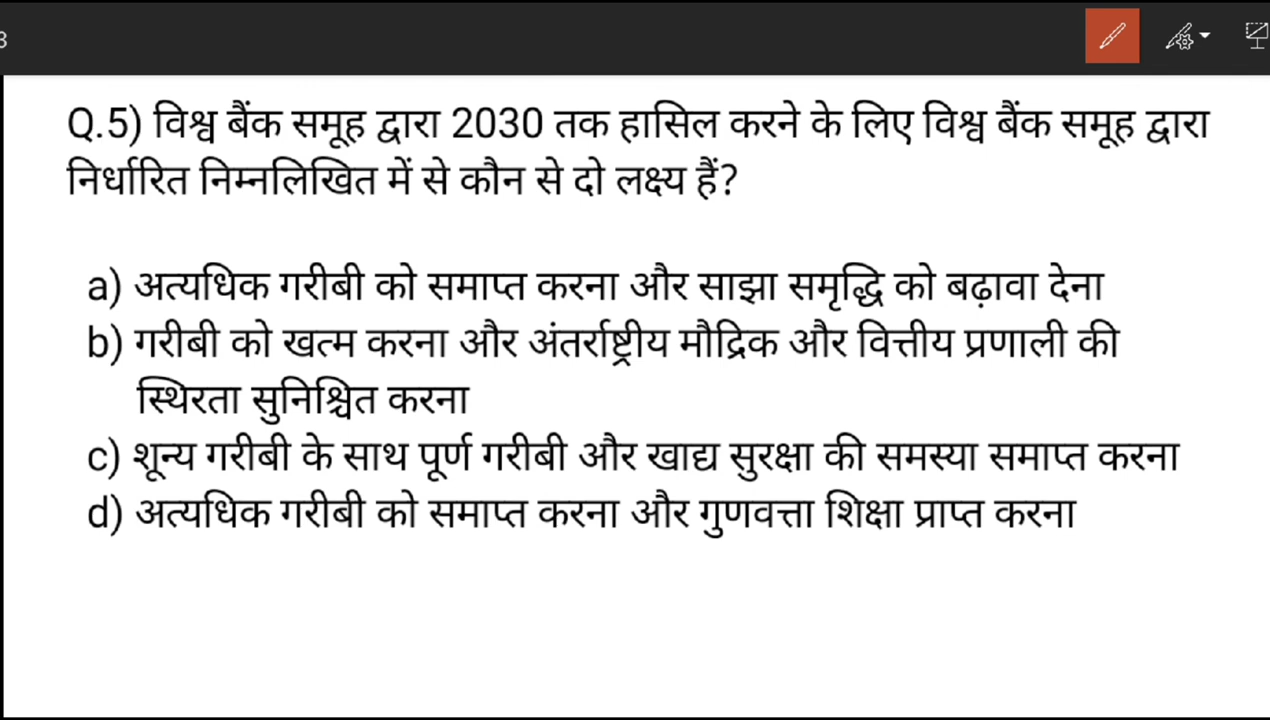 3
Q.5) विश्व बैंक समूह द्वारा 2030 तक हासिल करने के लिए विश्व बैंक समूह द्वारा
निर्धारित निम्नलिखित में से कौन से दो लक्ष्य हैं?
a) अत्यधिक गरीबी को समाप्त करना और साझा समृद्धि को बढ़ावा देना
b) गरीबी को खत्म करना और अंतर्राष्ट्रीय मौद्रिक और वित्तीय प्रणाली की
स्थिरता सुनिश्चित करना
c) शून्य गरीबी के साथ पूर्ण गरीबी और खाद्य सुरक्षा की समस्या समाप्त करना
d) अत्यधिक गरीबी को समाप्त करना और गुणवत्ता शिक्षा प्राप्त करना